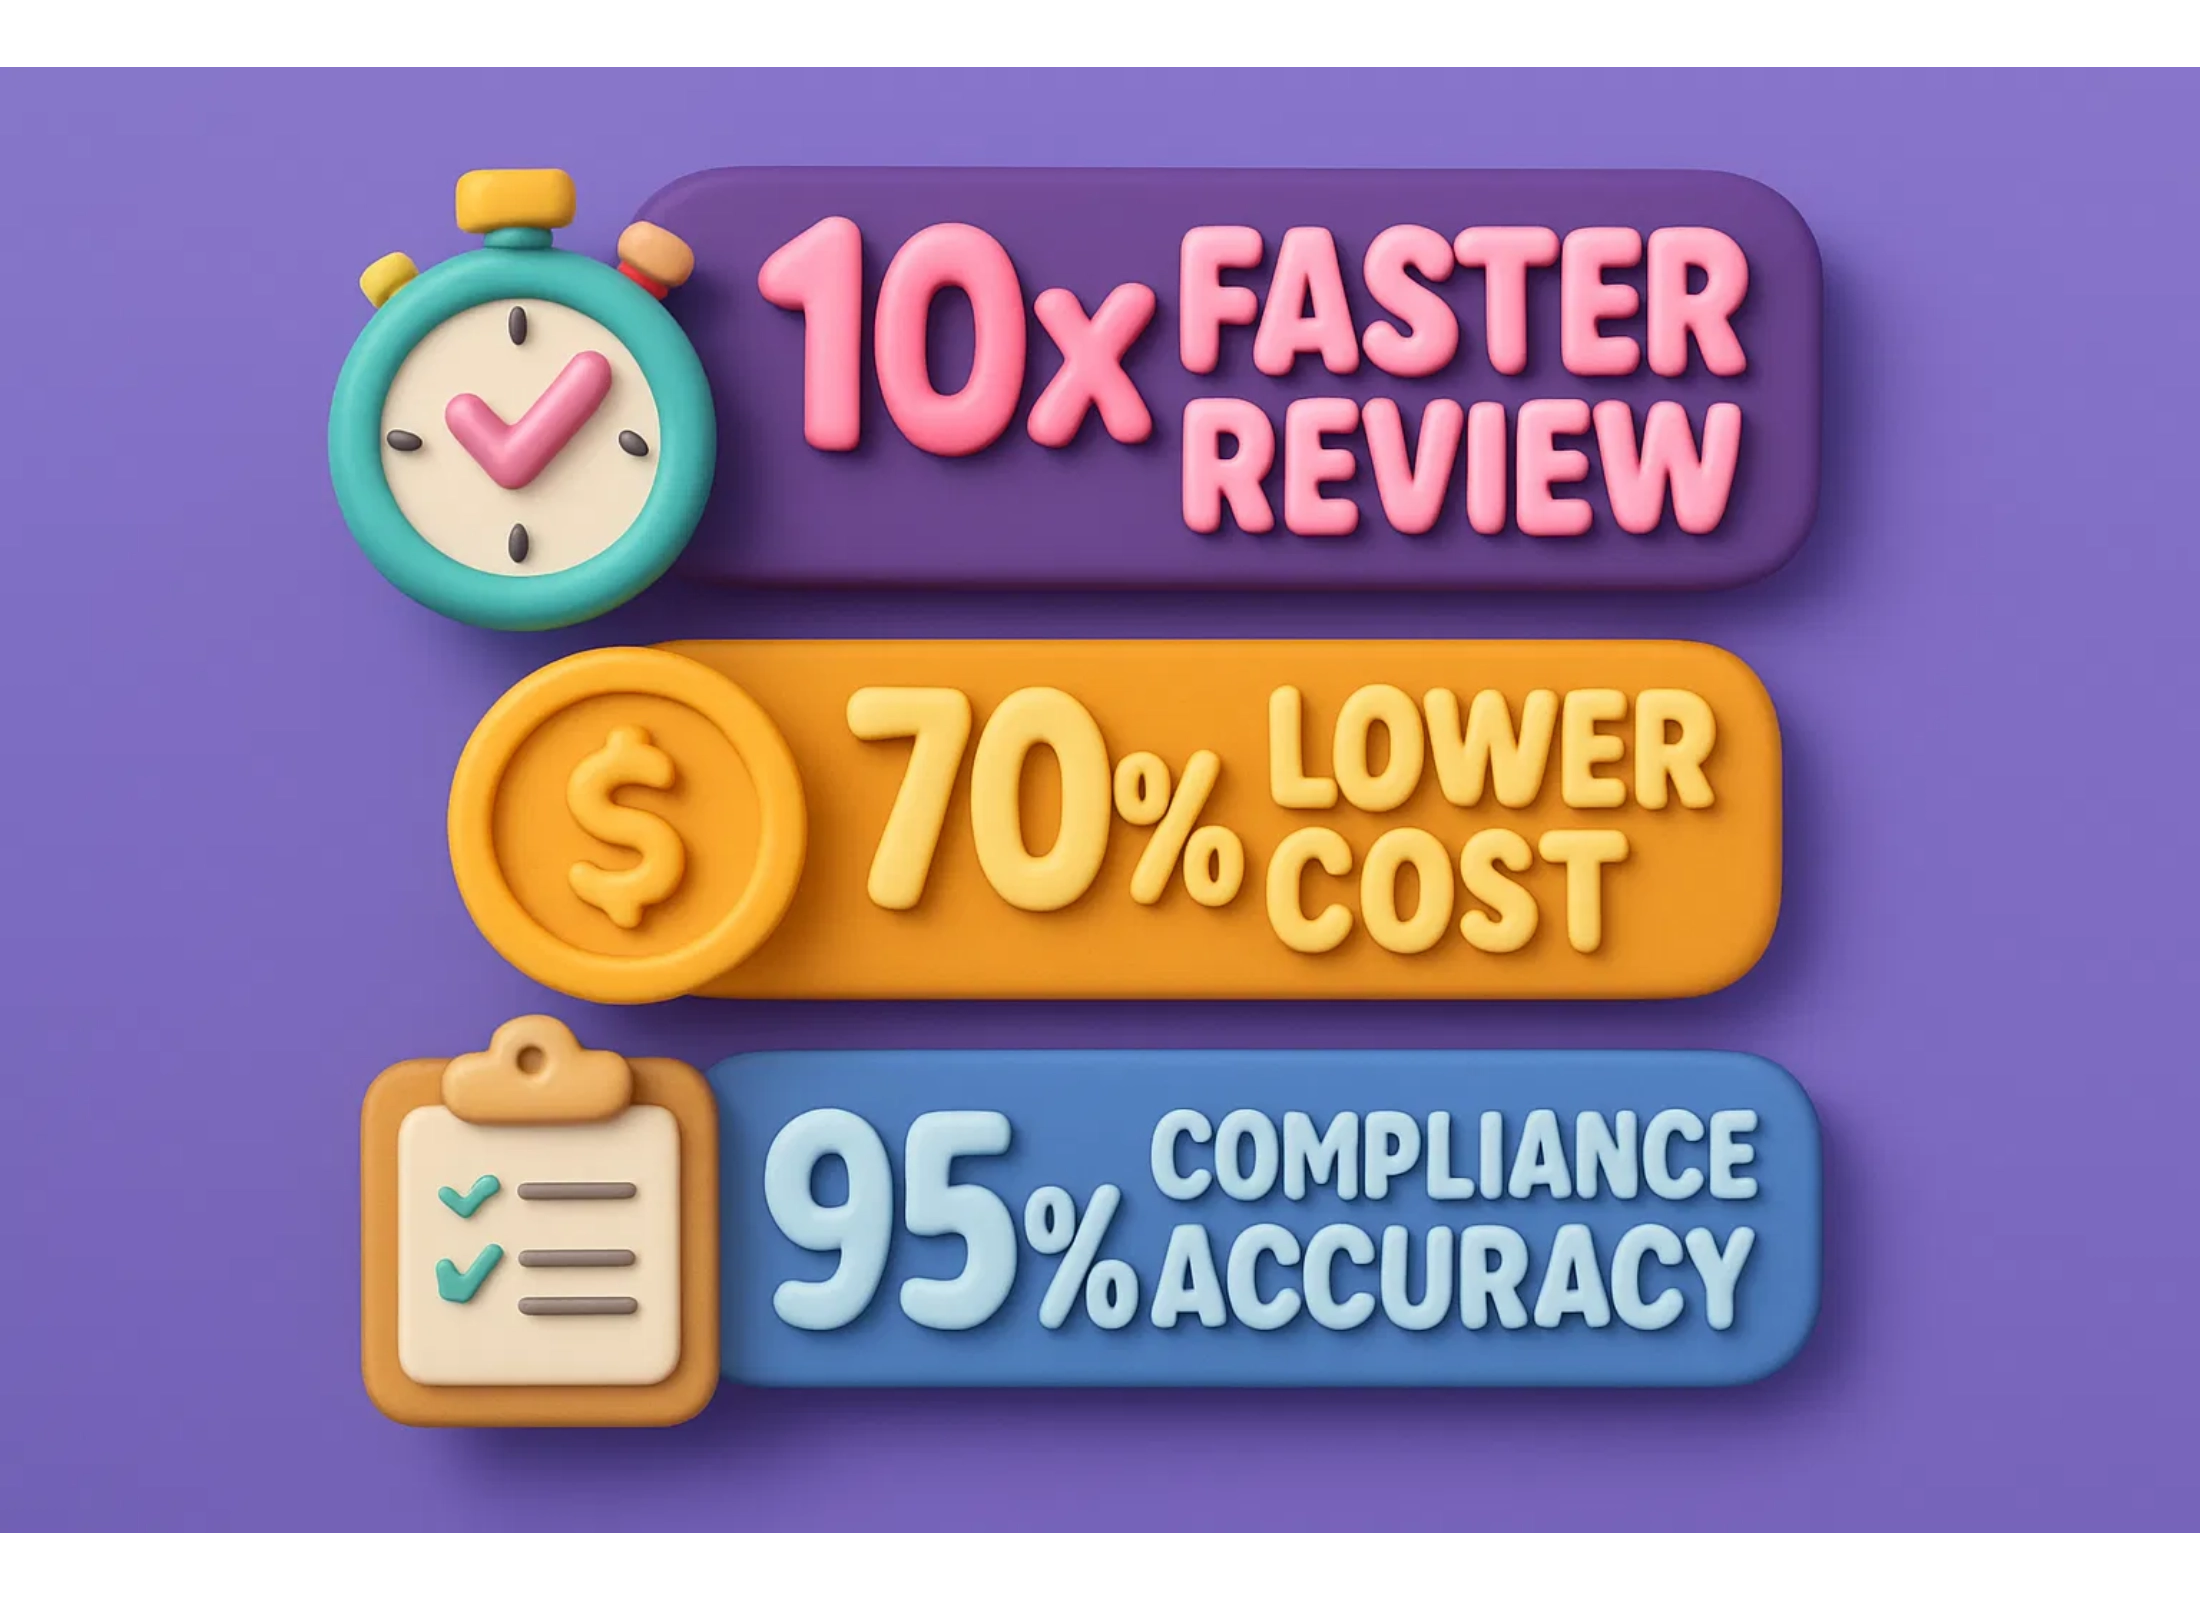 10x FASTER
REVIEW
$
70% LOWER
COST
95% COMPLIANCE
ACCURACY